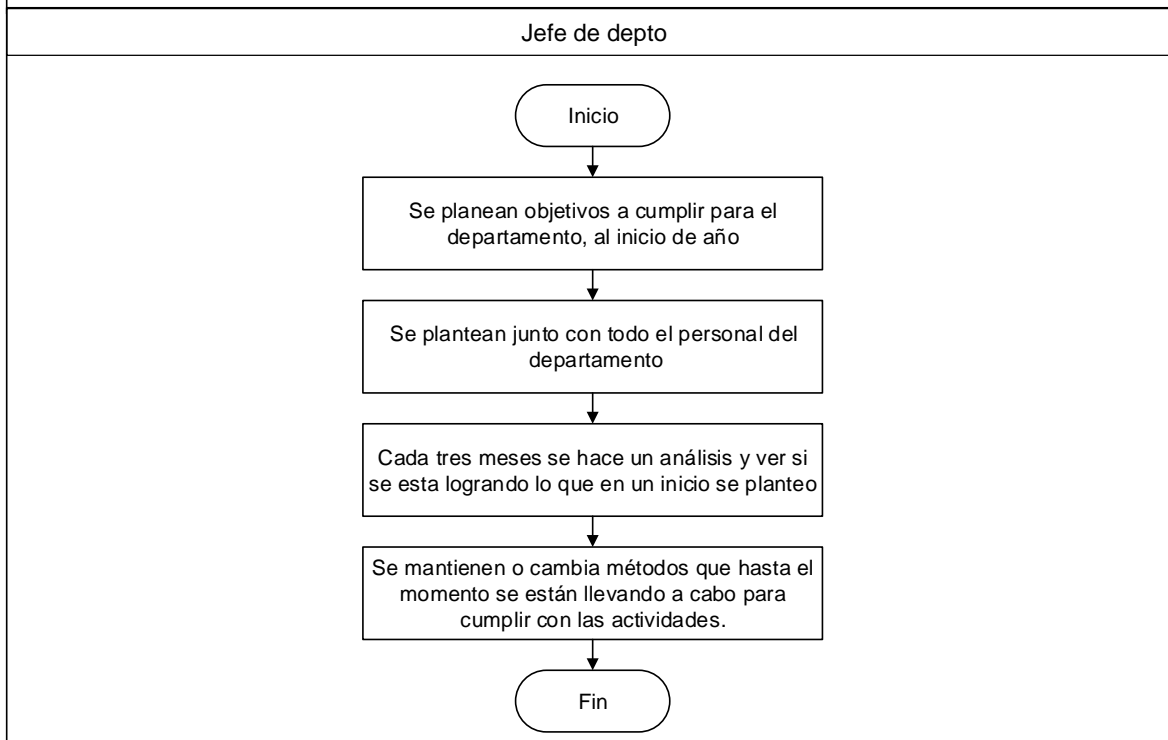 Jefe de depto
Inicio
Se planean objetivos a cumplir para el
departamento, al inicio de año
Se plantean junto con todo el personal del
departamento
Cada tres meses se hace un análisis y ver si
se esta logrando lo que en un inicio se planteo
Se mantienen o cambia métodos que hasta el
momento se están llevando a cabo para
cumplir con las actividades.
Fin